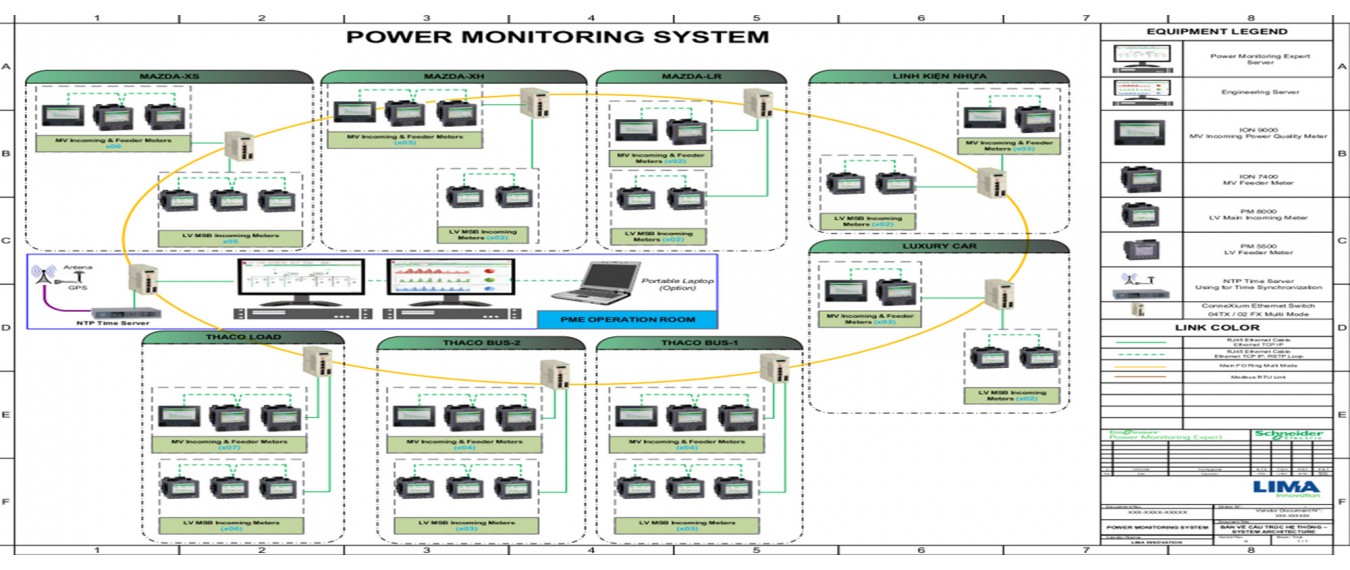 1 2 3 4 5 6 7 8
POWER MONITORING SYSTEM
EQUIPMENT LEGEND
A
A
MAZDA-XS
MAZDA-XH
MAZDA-LR
LINH KIỆN NHỰA
Power Monitoring Expert
Server
Engineering Server
ION 9000
MV Incoming Power Quality Meter
ION 7400
MV Feeder Meter
PM 8000
LV Main Incoming Meter
PM 5500
LV Feeder Meter
NTP Time Server
Using for Time Synchronization
ConneXium Ethernet Switch
04TX / 02 FX Multi Mode
B
B
MV Incoming & Feeder Meters
x06
MV Incoming & Feeder Meters
(x03)
MV Incoming & Feeder
Meters (x02)
MV Incoming & Feeder
Meters (x03)
C
C
LV MSB Incoming Meters
x05
LV MSB Incoming
Meters (x02)
LV MSB Incoming
Meters (x02)
LV MSB Incoming
Meters (x02)
LUXURY CAR
Antena
GPS
NTP Time Server
Portable Laptop
(Option)
PME OPERATION ROOM
MV Incoming & Feeder
Meters (x03)
LV MSB Incoming
Meters (x02)
D
D
LINK COLOR
RJ45 Ethernet Cable
Ethernet TCP IP
RJ45 Ethernet Cable
Ethernet TCP IP, RSTP Loop
Main FO Ring Multi Mode
Modbus RTU Link
THACO LOAD
THACO BUS-2
THACO BUS-1
E
E
MV Incoming & Feeder Meters
(x07)
MV Incoming & Feeder Meters
(x04)
MV Incoming & Feeder Meters
(x04)
F
F
LV MSB Incoming Meters
(x06)
LV MSB Incoming Meters
(x03)
LV MSB Incoming Meters
(x03)
Power Monitoring Expert
Schneider
Electric
LIMA
Innovation
XXX-XXXX-XXXXX
Vendor Document N°:
XXX-XXXXXX
POWER MONITORING SYSTEM
BẢN VẼ CẤU TRÚC HỆ THỐNG –
SYSTEM ARCHITECTURE
LIMA INNOVATION
1 2 3 4 5 6 7 8